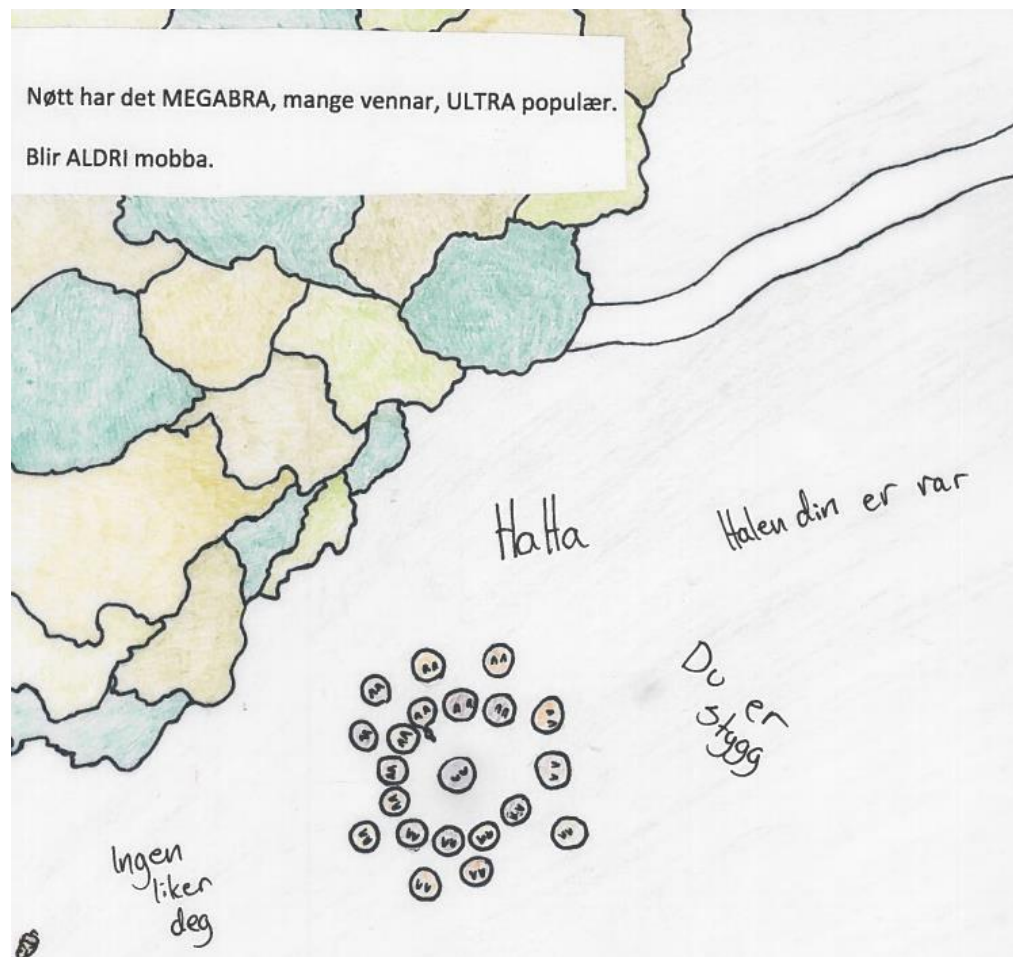 Nøtt har det MEGABRA, mange vennar, ULTRA populær.
Blir ALDRI mobba.
HaHa
Halen din er rar
Du er
stygg
Ingen
liker
deg